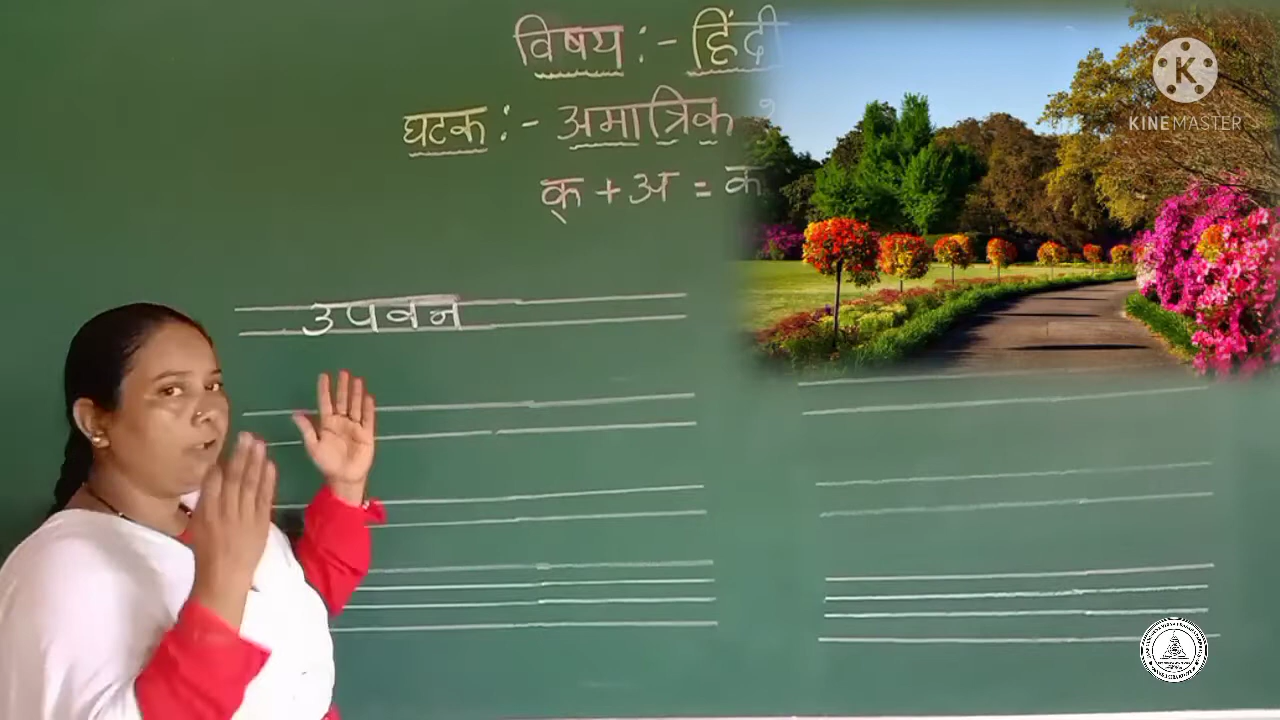 विषय :- हिंदी
घटक :- अमात्रिक
क् + अ = क
उपवन
KINEMASTER